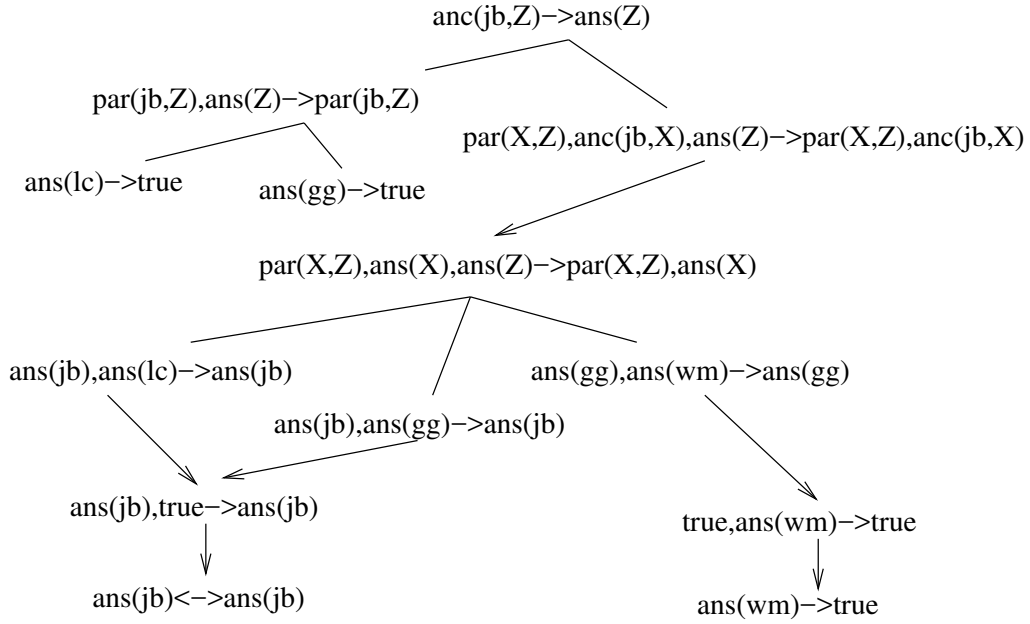 anc(jb,Z)−>ans(Z)
par(jb,Z),ans(Z)−>par(jb,Z)
par(X,Z),anc(jb,X),ans(Z)−>par(X,Z),anc(jb,X)
ans(lc)−>true
ans(gg)−>true
par(X,Z),ans(X),ans(Z)−>par(X,Z),ans(X)
ans(jb),ans(lc)−>ans(jb)
ans(gg),ans(wm)−>ans(gg)
ans(jb),ans(gg)−>ans(jb)
ans(jb),true−>ans(jb)
true,ans(wm)−>true
ans(jb)<−>ans(jb)
ans(wm)−>true